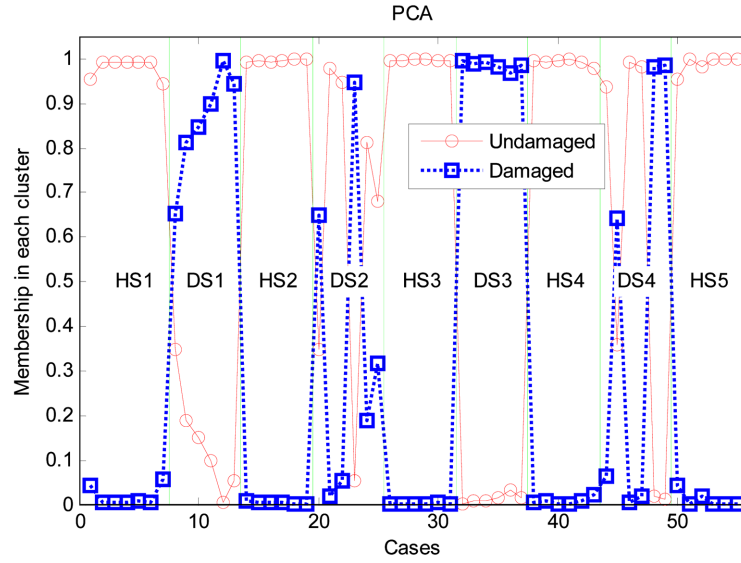 PCA
Membership in each cluster
1
0.9
0.8
0.7
0.6
0.5
0.4
0.3
0.2
0.1
0
Undamaged
Damaged
HS1 DS1 HS2 DS2 HS3 DS3 HS4 DS4 HS5
0 10 20 30 40 50
Cases